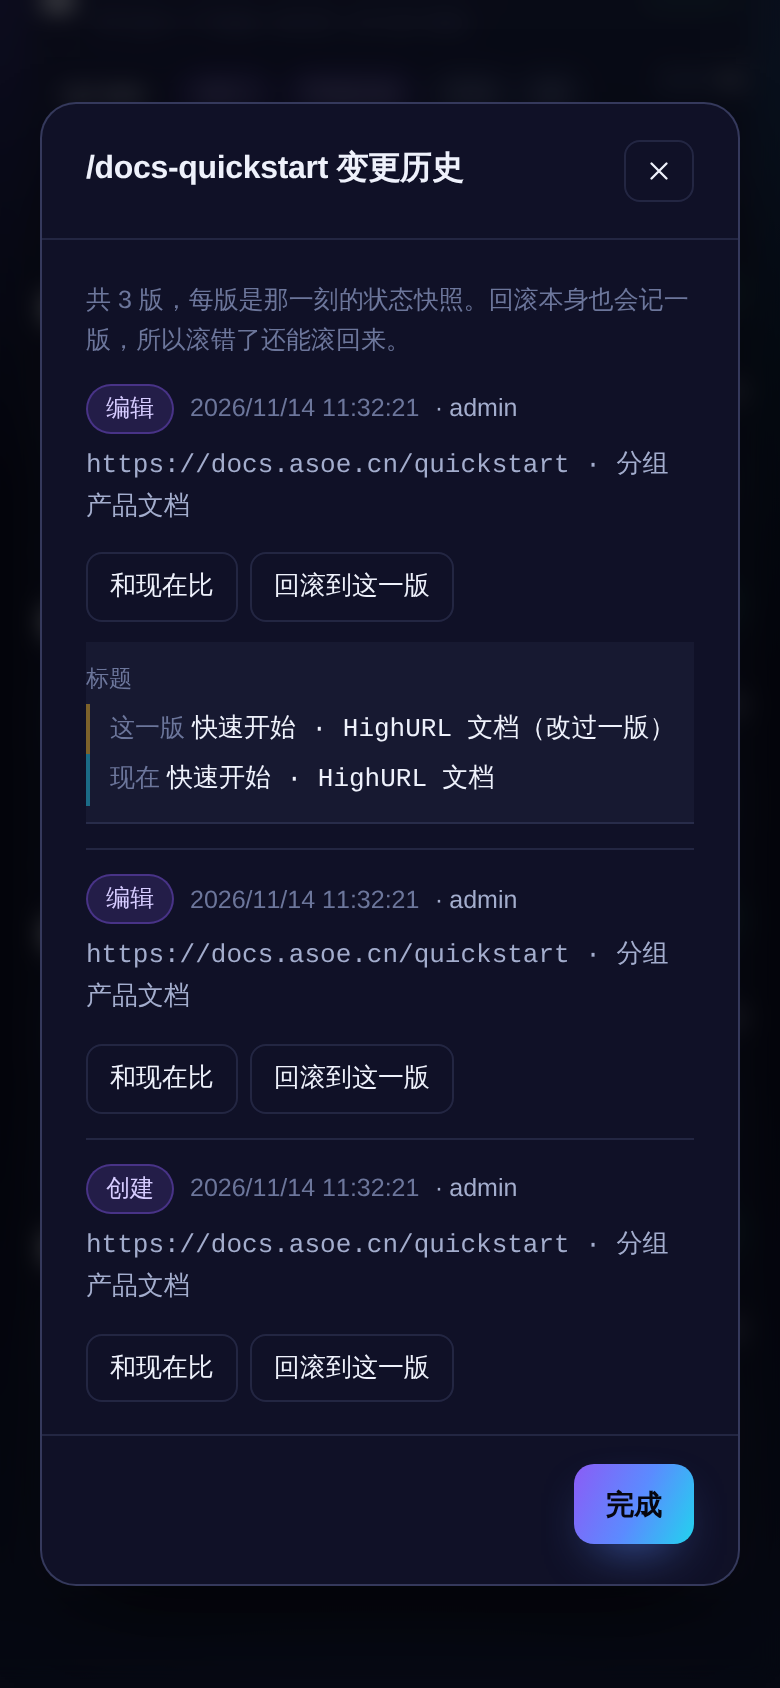 /docs-quickstart 变更历史
共 3 版，每版是那一刻的状态快照。回滚本身也会记一
版，所以滚错了还能滚回来。
编辑 2026/11/14 11:32:21 · admin
https://docs.asoe.cn/quickstart · 分组
产品文档
和现在比 回滚到这一版
标题
这一版 快速开始 · HighURL 文档（改过一版）
现在 快速开始 · HighURL 文档
编辑 2026/11/14 11:32:21 · admin
https://docs.asoe.cn/quickstart · 分组
产品文档
和现在比 回滚到这一版
创建 2026/11/14 11:32:21 · admin
https://docs.asoe.cn/quickstart · 分组
产品文档
和现在比 回滚到这一版
完成